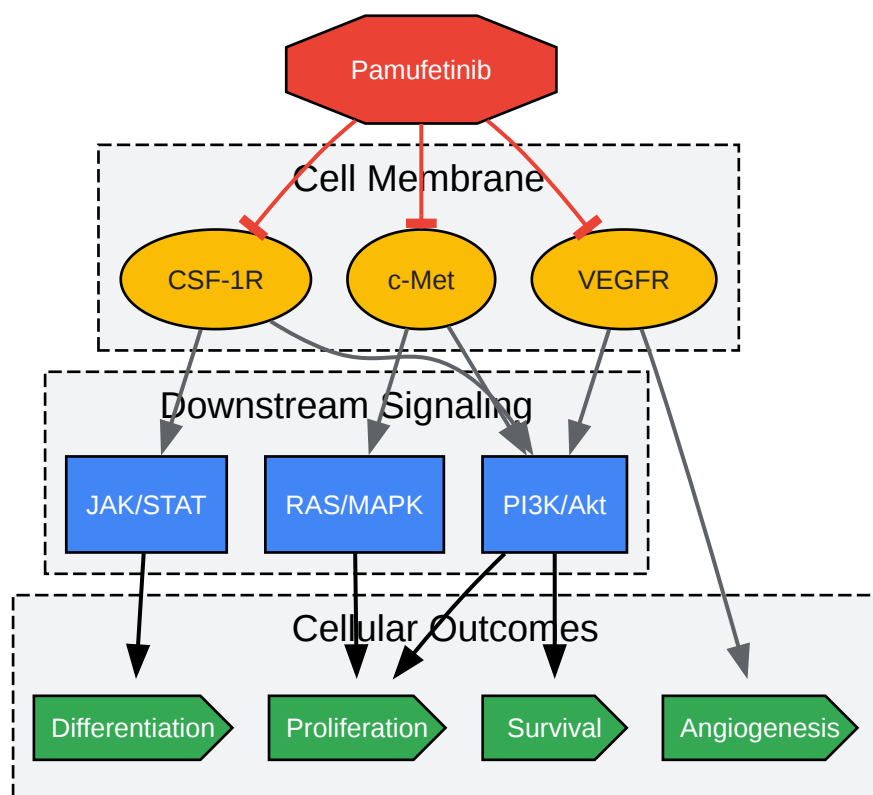 Pamufetinib
Cell Membrane
CSF-1R
c-Met
VEGFR
Downstream Signaling
JAK/STAT
RAS/MAPK
PI3K/Akt
Cellular Outcomes
Differentiation
Proliferation
Survival
Angiogenesis